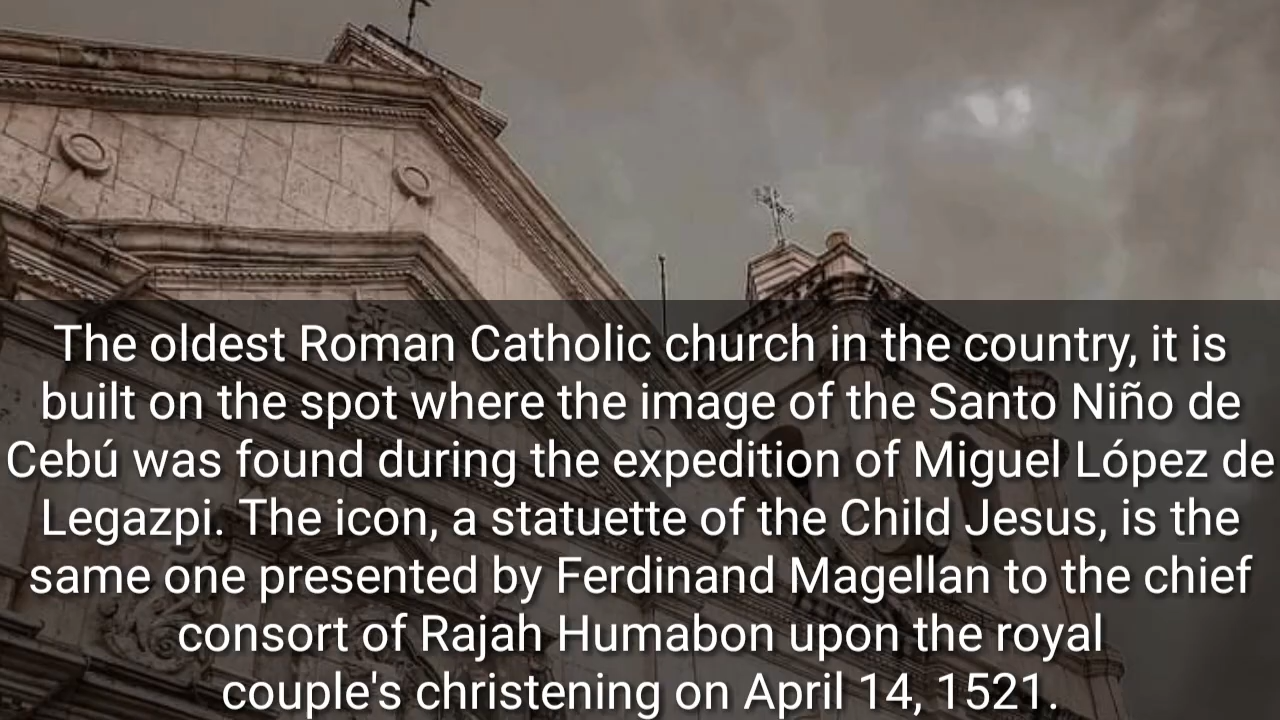 The oldest Roman Catholic church in the country, it is
built on the spot where the image of the Santo Niño de
Cebú was found during the expedition of Miguel López de
Legazpi. The icon, a statuette of the Child Jesus, is the
same one presented by Ferdinand Magellan to the chief
consort of Rajah Humabon upon the royal
couple's christening on April 14, 1521.